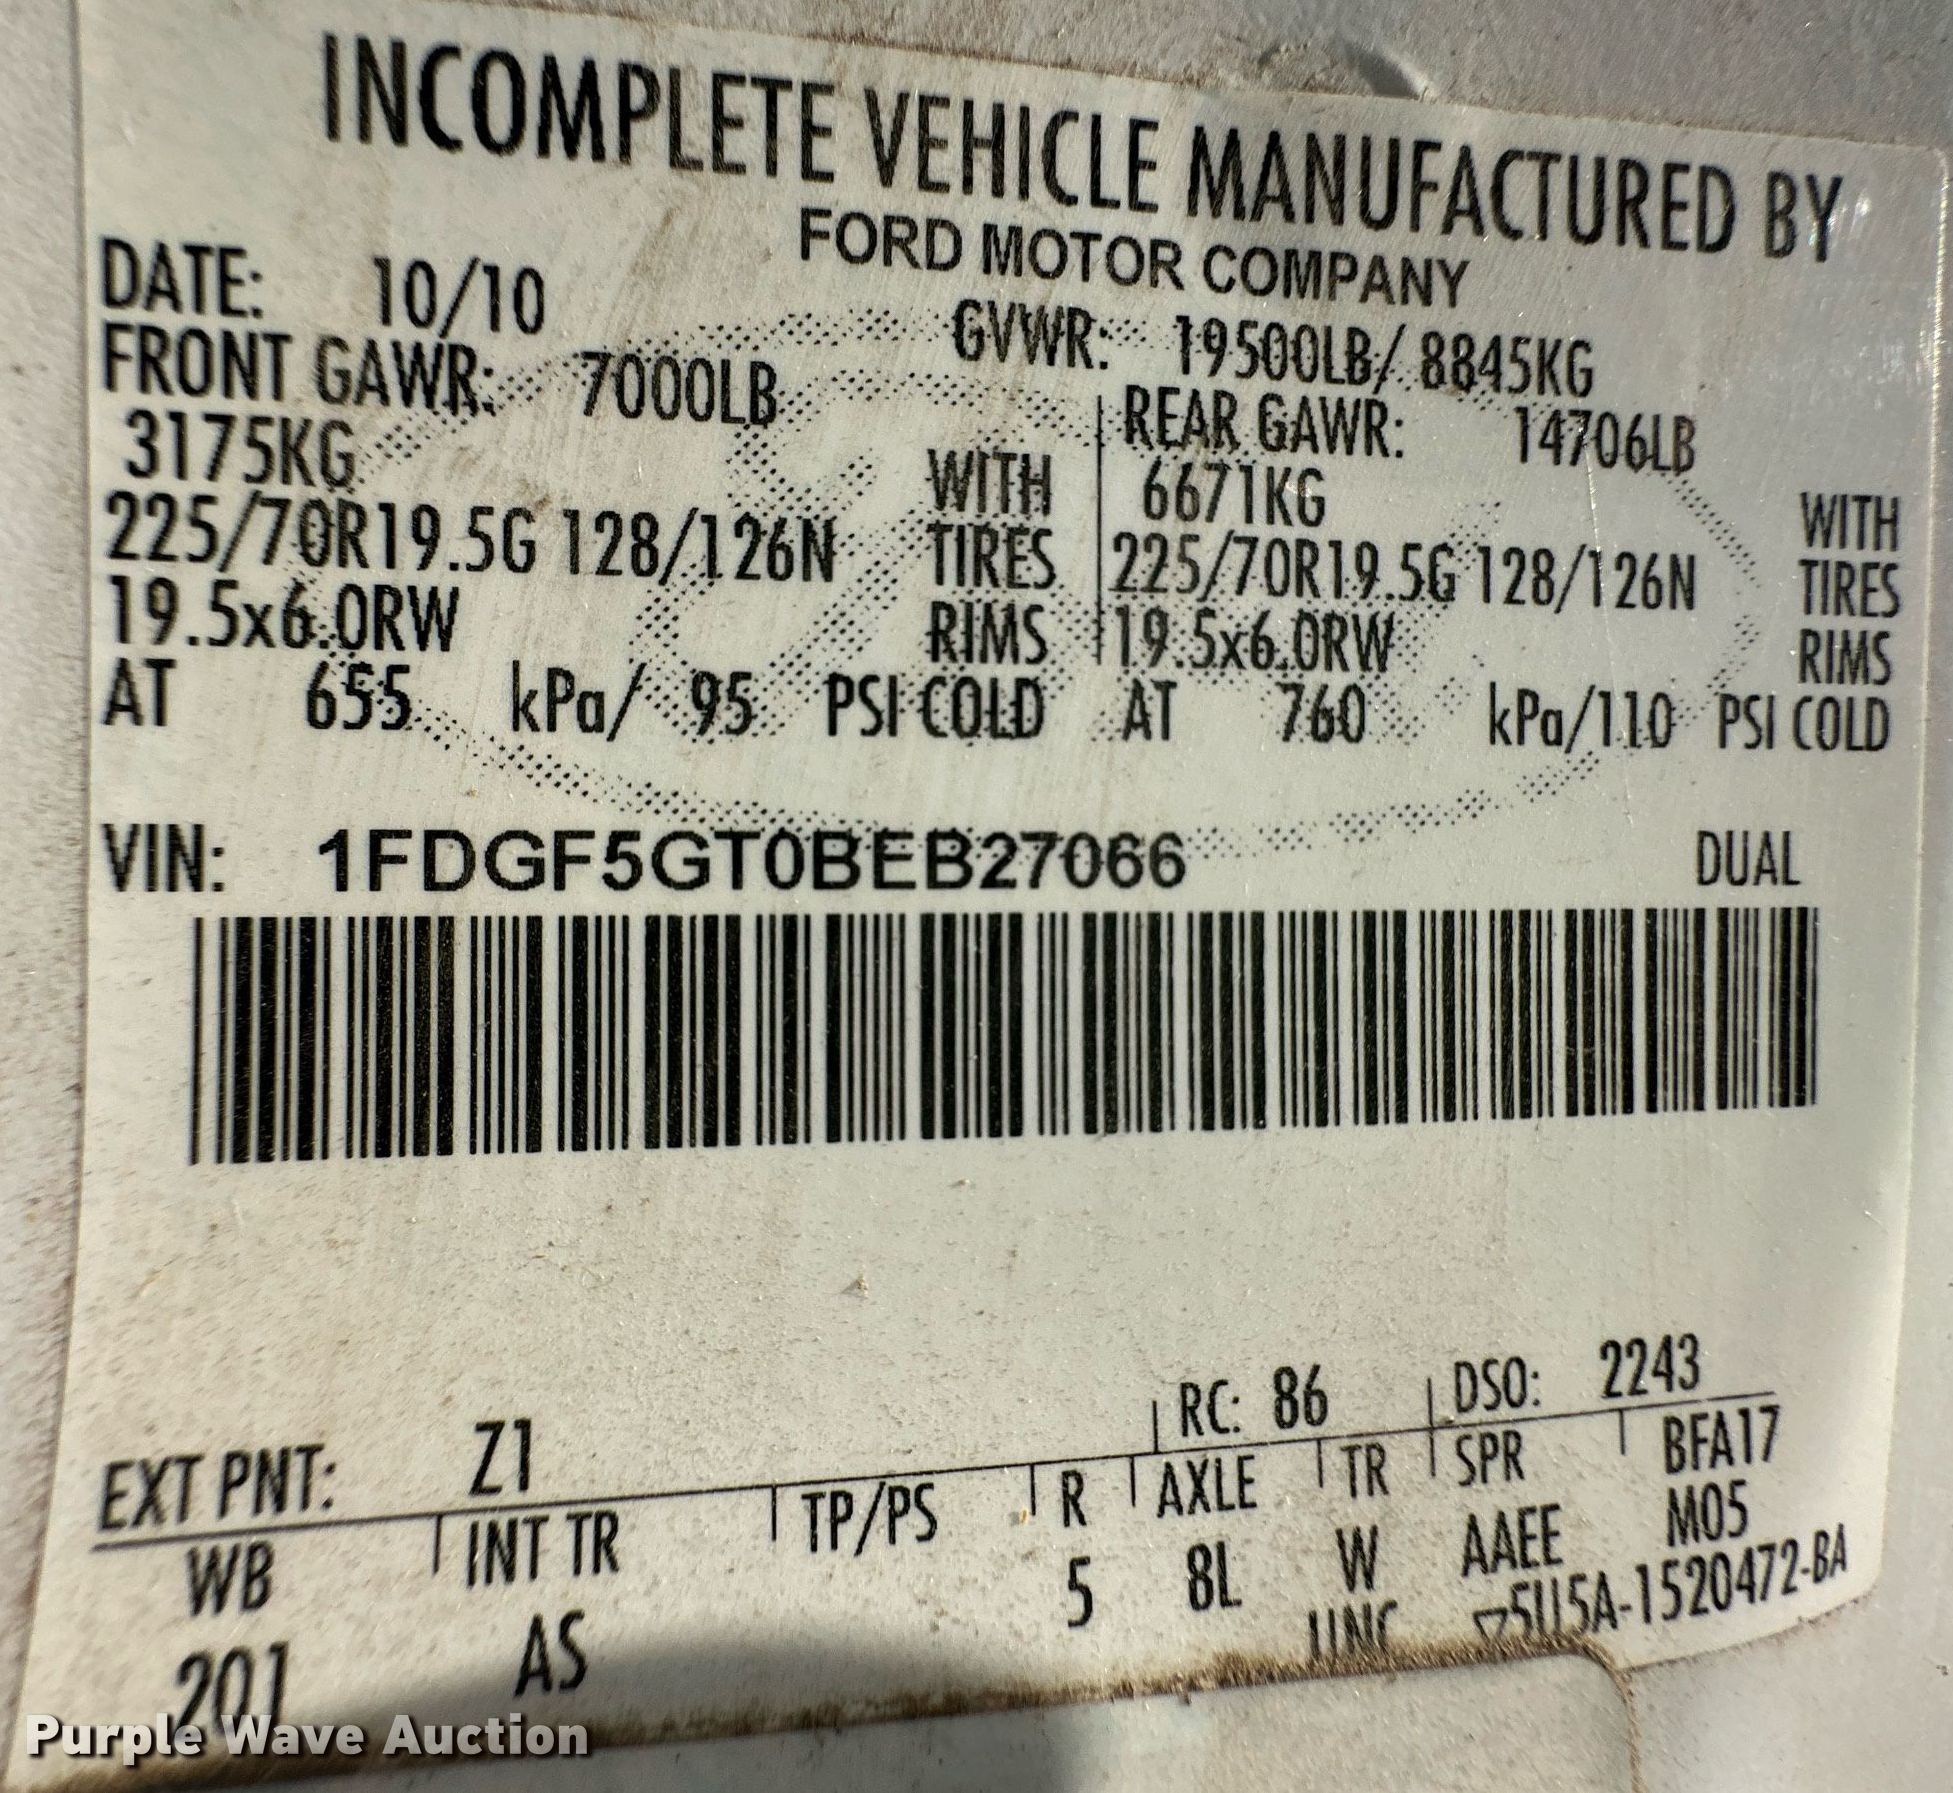 INCOMPLETE VEHICLE MANUFACTURED BY
FORD MOTOR COMPANY
DATE: 10/10 GVWR: 19500LB/ 8845KG
FRONT GAWR: 7000LB REAR GAWR: 14706LB
3175KG WITH 6671KG WITH
225/70R19.5G 128/126N TIRES 225/70R19.5G 128/126N TIRES
19.5x6.0RW RIMS 19.5x6.0RW RIMS
AT 655 kPa/ 95 PSI COLD AT 760 kPa/110 PSI COLD
VIN: 1FDGF5GT0BEB27066 DUAL
EXT PNT: Z1 RC: 86 DSO: 2243
WB INT TR TP/PS R AXLE TR SPR BFA17
201 AS 5 8L W AAEE M05
UNC ▽5U5A-1520472-BA
Purple Wave Auction